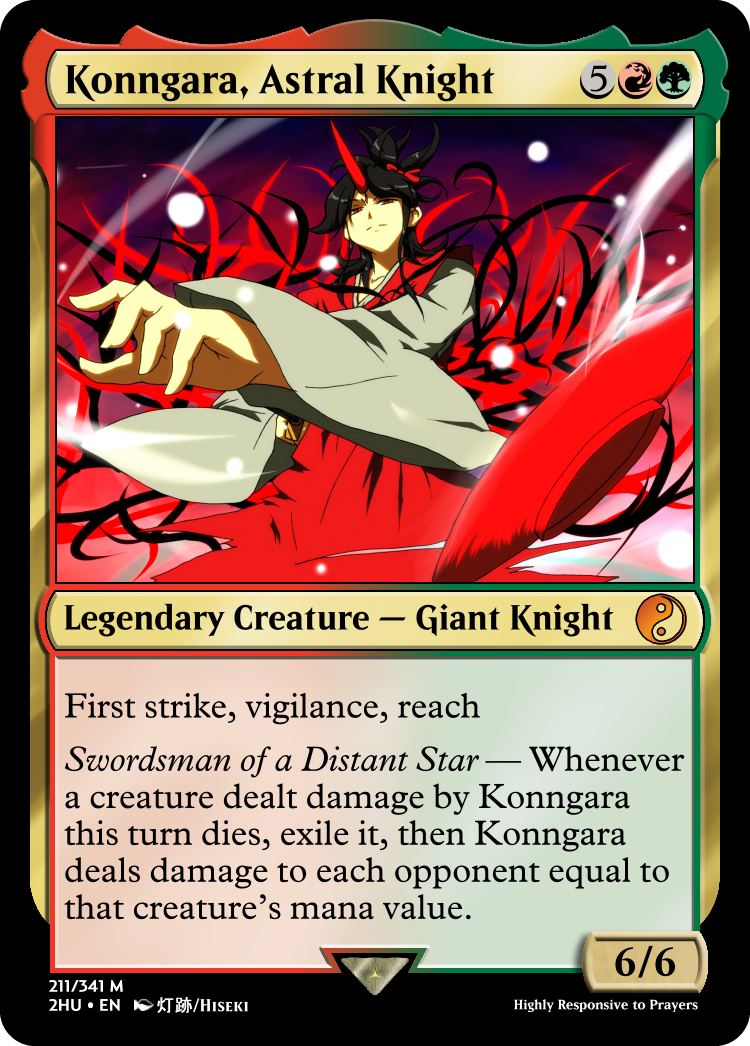 Konngara, Astral Knight 5
Legendary Creature — Giant Knight
First strike, vigilance, reach
Swordsman of a Distant Star — Whenever
a creature dealt damage by Konngara
this turn dies, exile it, then Konngara
deals damage to each opponent equal to
that creature's mana value.
6/6
211/341 M
2HU • EN 灯跡/Hiseki
Highly Responsive to Prayers